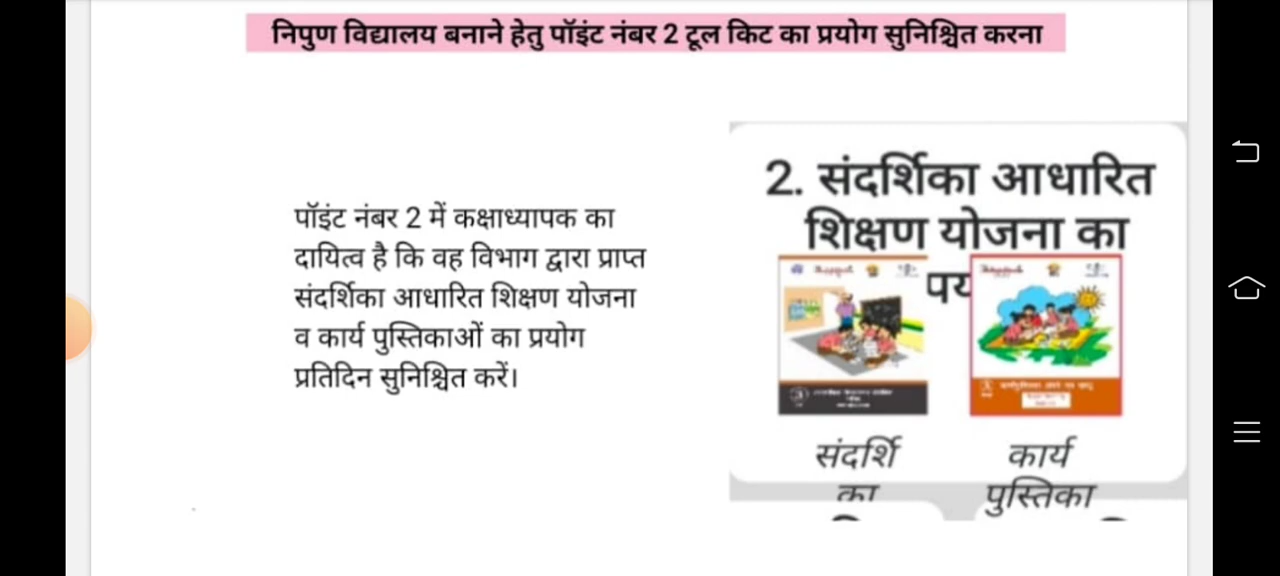 निपुण विद्यालय बनाने हेतु पॉइंट नंबर 2 टूल किट का प्रयोग सुनिश्चित करना
पॉइंट नंबर 2 में कक्षाध्यापक का
दायित्व है कि वह विभाग द्वारा प्राप्त
संदर्शिका आधारित शिक्षण योजना
व कार्य पुस्तिकाओं का प्रयोग
प्रतिदिन सुनिश्चित करें।
2. संदर्शिका आधारित
शिक्षण योजना का
संदर्शि
का
कार्य
पुस्तिका